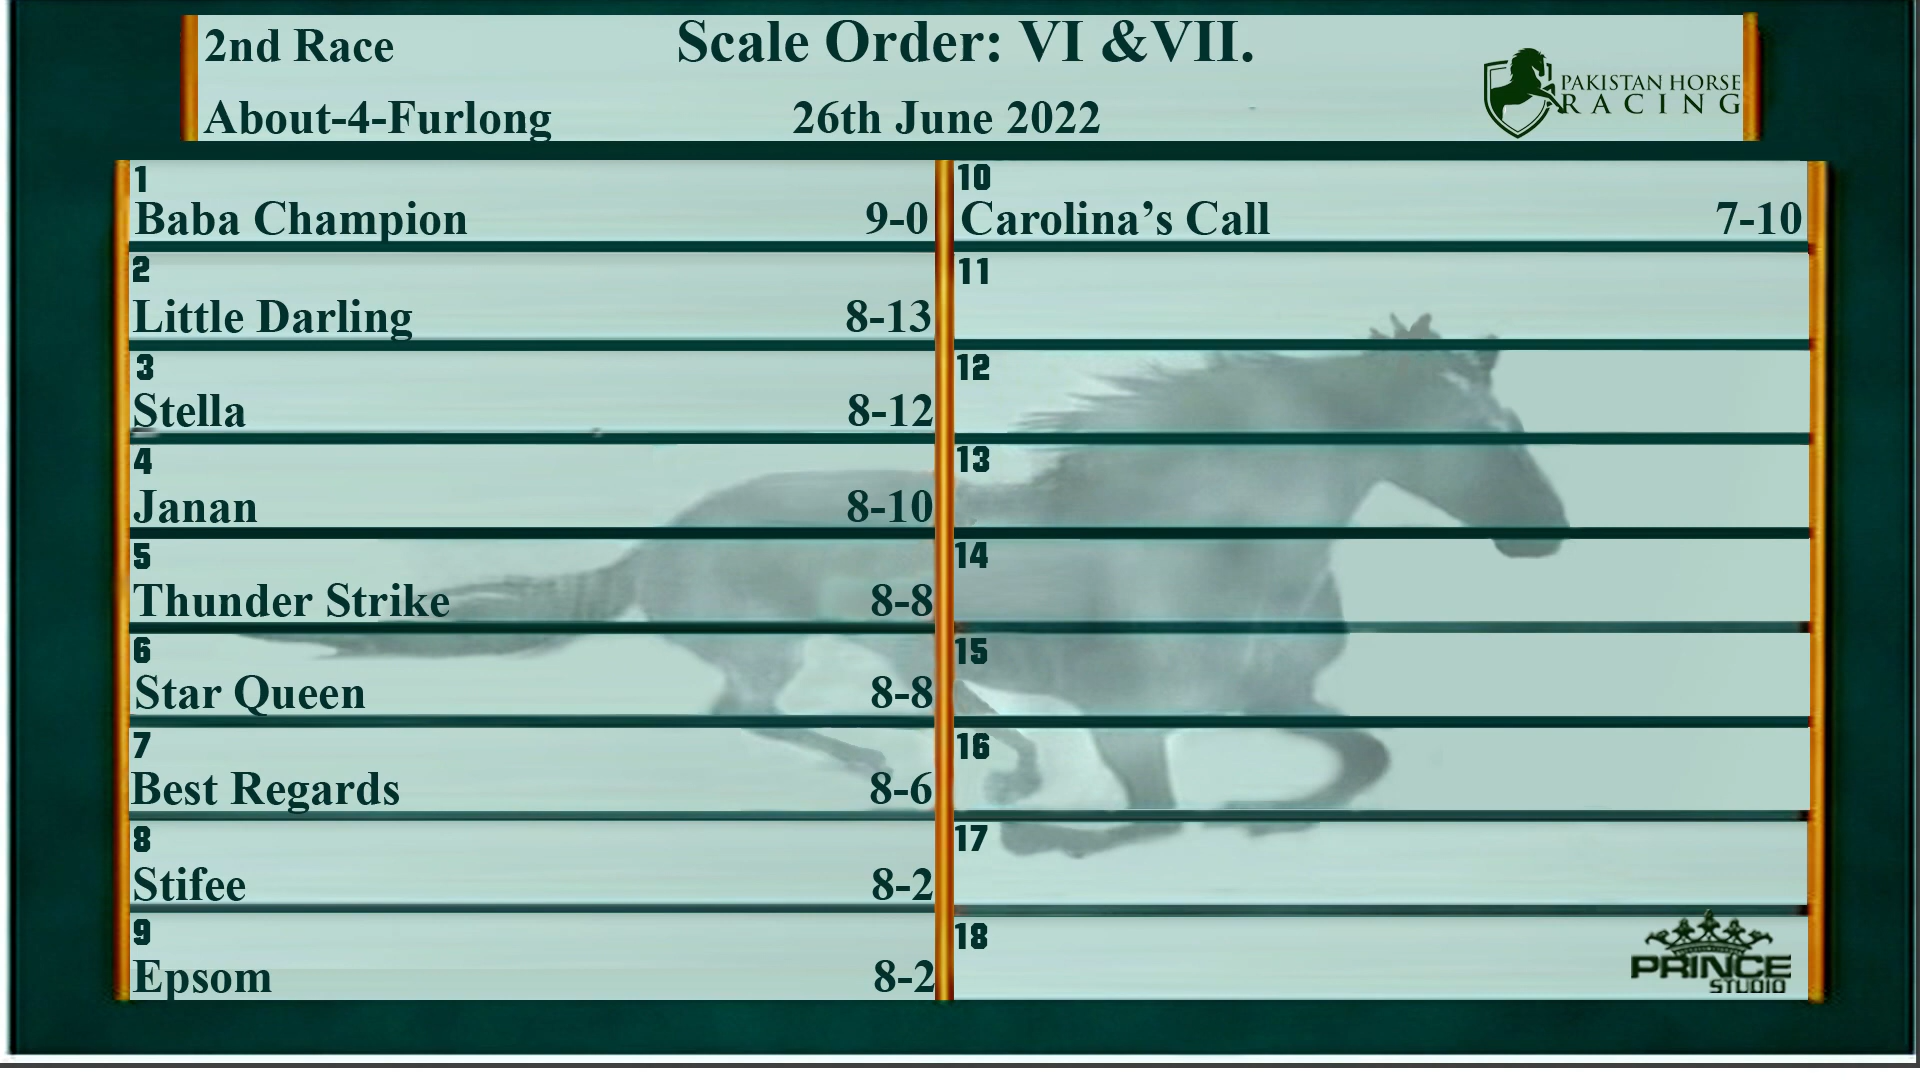 2nd Race
Scale Order: VI &VII.
About-4-Furlong
26th June 2022
PAKISTAN HORSE
RACING
1
Baba Champion 9-0
2
Little Darling 8-13
3
Stella 8-12
4
Janan 8-10
5
Thunder Strike 8-8
6
Star Queen 8-8
7
Best Regards 8-6
8
Stifee 8-2
9
Epsom 8-2
10
Carolina’s Call 7-10
11
12
13
14
15
16
17
18
PRINCE
STUDIO